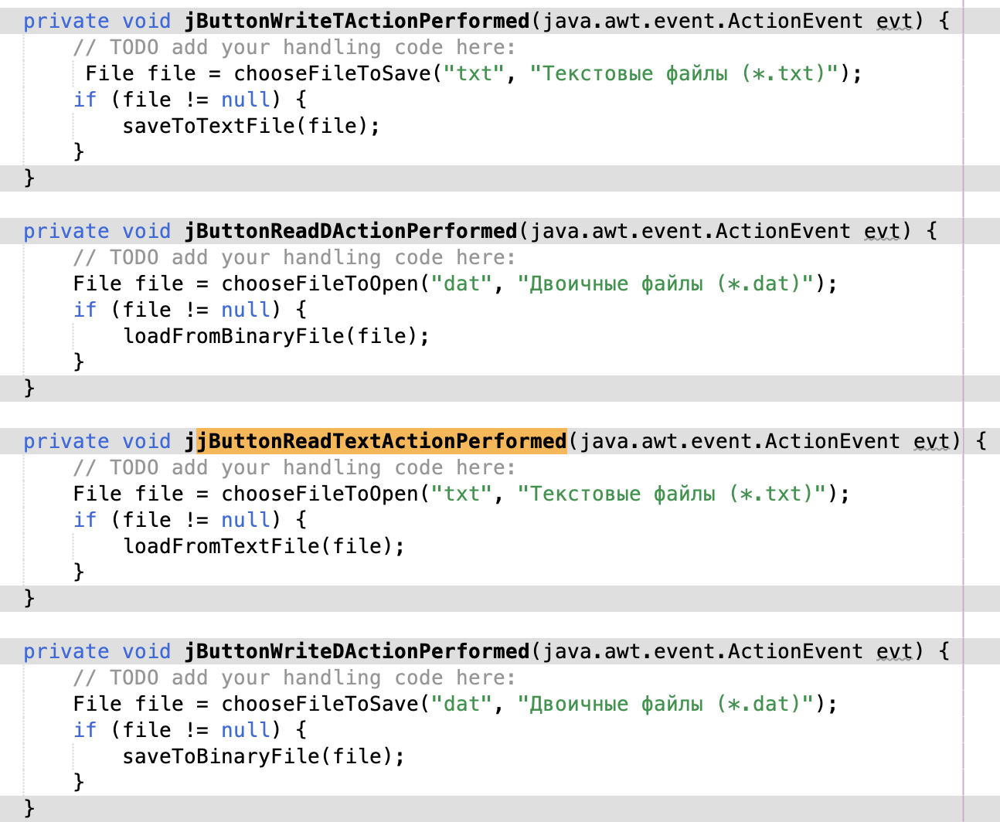 private void jButtonWriteTActionPerformed(java.awt.event.ActionEvent evt) {
// TODO add your handling code here:
File file = chooseFileToSave("txt", "Текстовые файлы (*.txt)");
if (file != null) {
saveToTextFile(file);
}
}
private void jButtonReadDActionPerformed(java.awt.event.ActionEvent evt) {
// TODO add your handling code here:
File file = chooseFileToOpen("dat", "Двоичные файлы (*.dat)");
if (file != null) {
loadFromBinaryFile(file);
}
}
private void jjButtonReadTextActionPerformed(java.awt.event.ActionEvent evt) {
// TODO add your handling code here:
File file = chooseFileToOpen("txt", "Текстовые файлы (*.txt)");
if (file != null) {
loadFromTextFile(file);
}
}
private void jButtonWriteDActionPerformed(java.awt.event.ActionEvent evt) {
// TODO add your handling code here:
File file = chooseFileToSave("dat", "Двоичные файлы (*.dat)");
if (file != null) {
saveToBinaryFile(file);
}
}